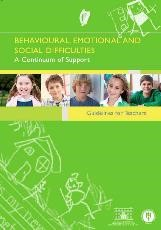 BEHAVIOURAL, EMOTIONAL AND
SOCIAL DIFFICULTIES
A Continuum of Support
Guidelines for Teachers